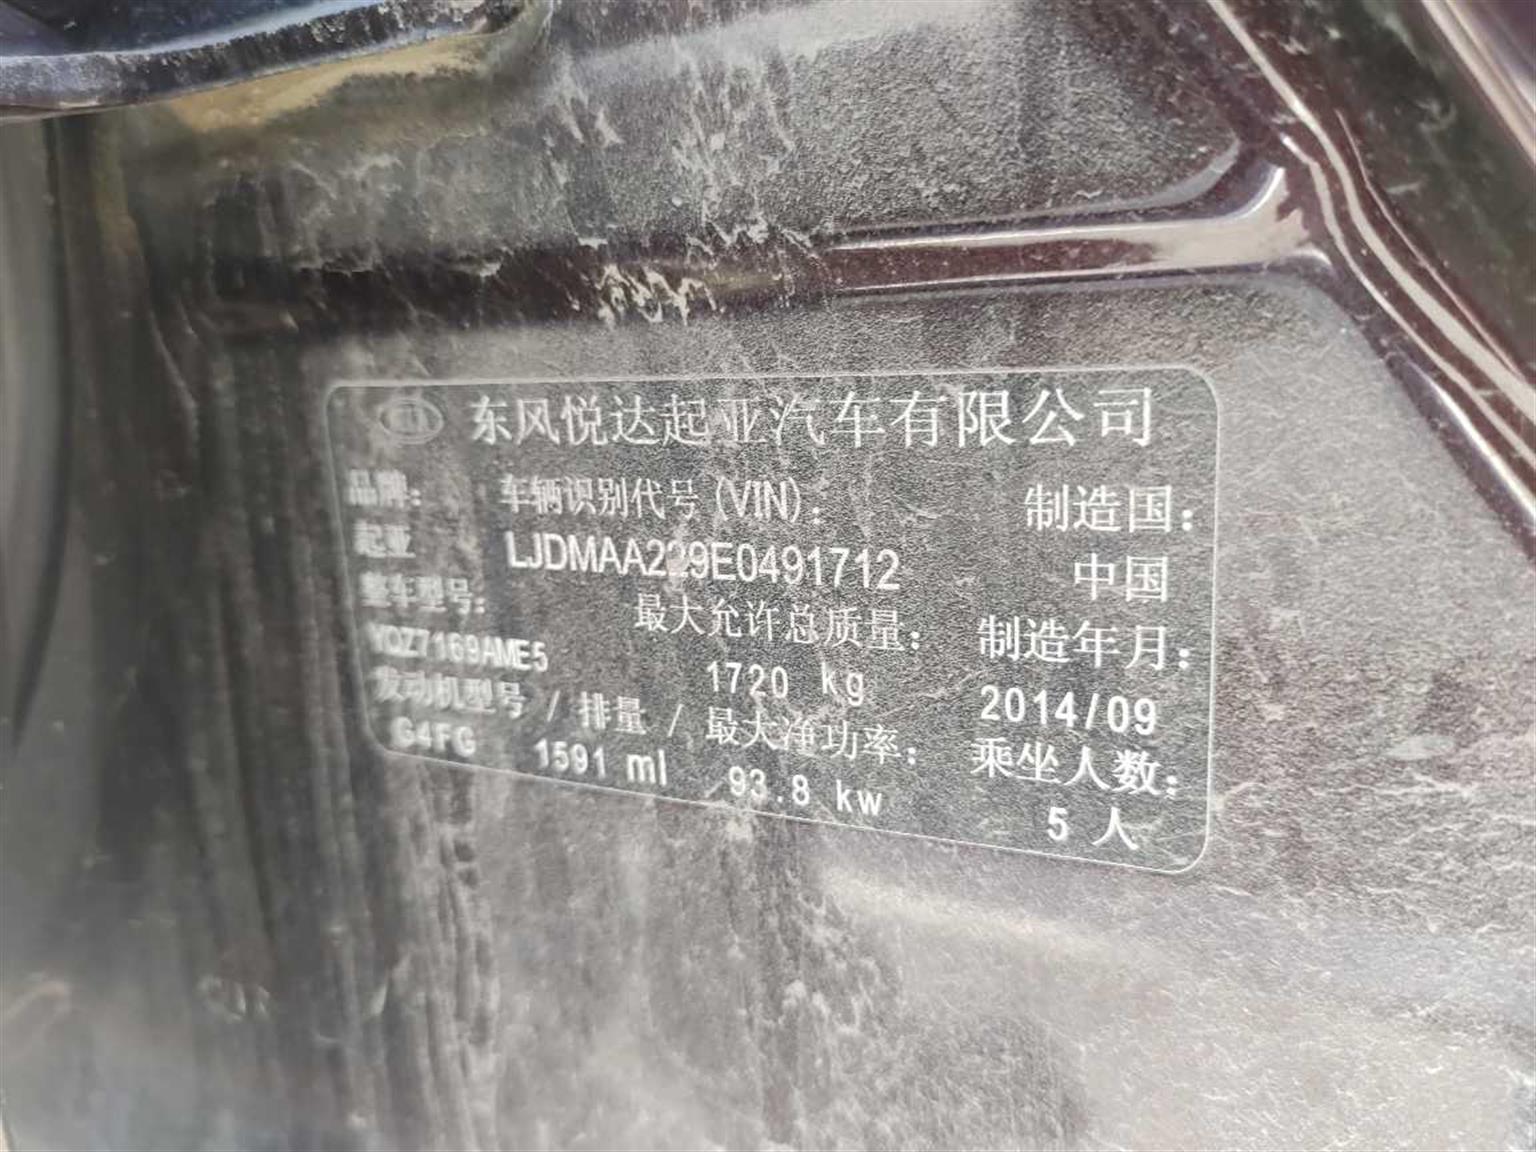 东风悦达起亚汽车有限公司
品牌： 车辆识别代号(VIN)： 制造国：
起亚 LJDMAA229E0491712 中国
整车型号： 最大允许总质量： 制造年月：
YQZ7169AME5 1720 kg 2014/09
发动机型号 / 排量 / 最大净功率： 乘坐人数：
G4FG 1591 ml 93.8 kw 5 人